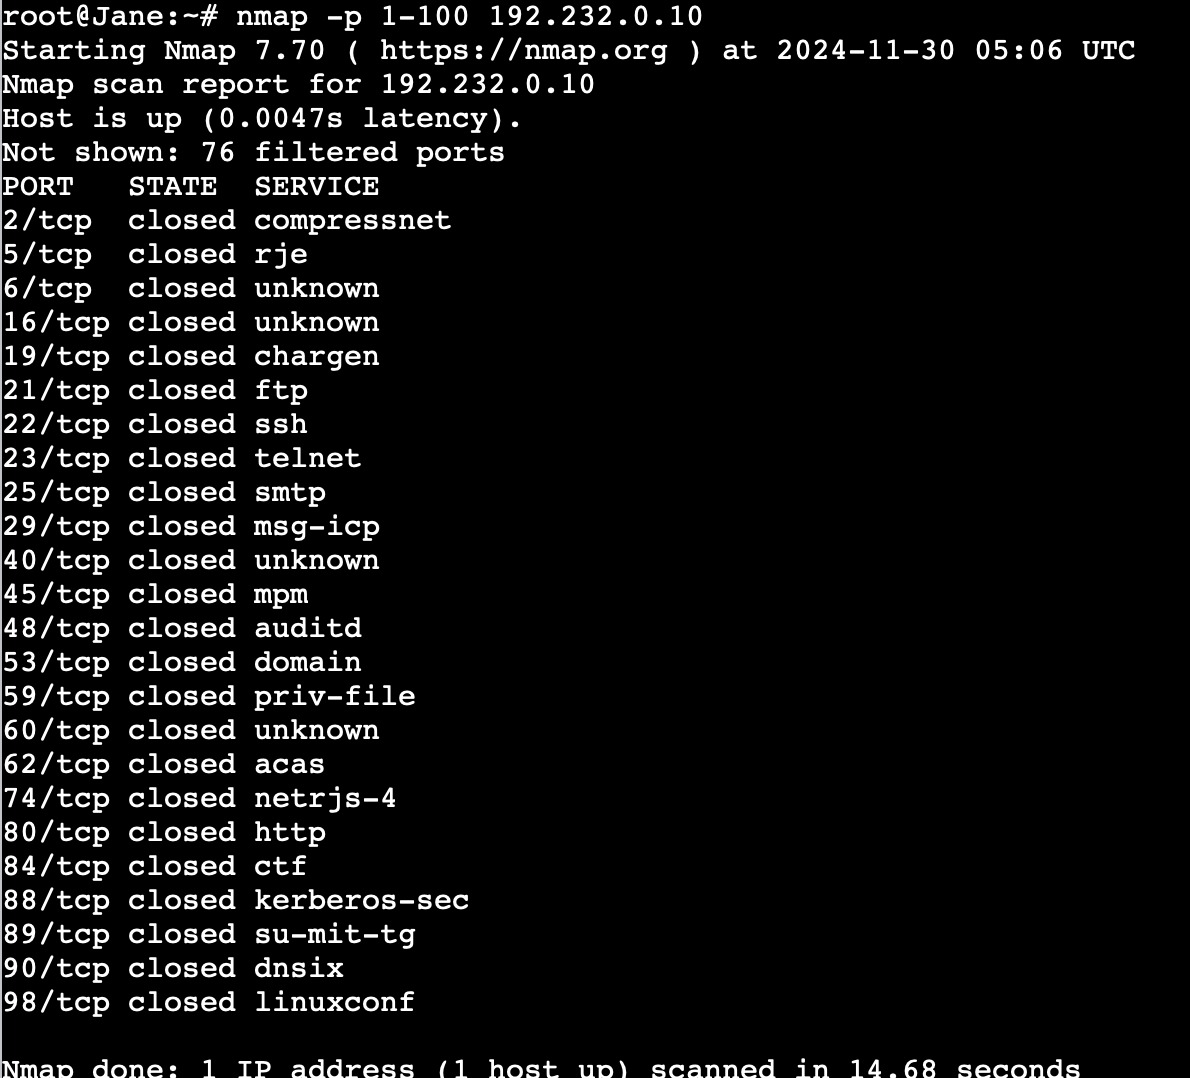 root@Jane:~# nmap -p 1-100 192.232.0.10
Starting Nmap 7.70 ( https://nmap.org ) at 2024-11-30 05:06 UTC
Nmap scan report for 192.232.0.10
Host is up (0.0047s latency).
Not shown: 76 filtered ports
PORT   STATE  SERVICE
2/tcp  closed compressnet
5/tcp  closed rje
6/tcp  closed unknown
16/tcp closed unknown
19/tcp closed chargen
21/tcp closed ftp
22/tcp closed ssh
23/tcp closed telnet
25/tcp closed smtp
29/tcp closed msg-icp
40/tcp closed unknown
45/tcp closed mpm
48/tcp closed auditd
53/tcp closed domain
59/tcp closed priv-file
60/tcp closed unknown
62/tcp closed acas
74/tcp closed netrjs-4
80/tcp closed http
84/tcp closed ctf
88/tcp closed kerberos-sec
89/tcp closed su-mit-tg
90/tcp closed dnsix
98/tcp closed linuxconf
Nmap done: 1 IP address (1 host up) scanned in 14.68 seconds